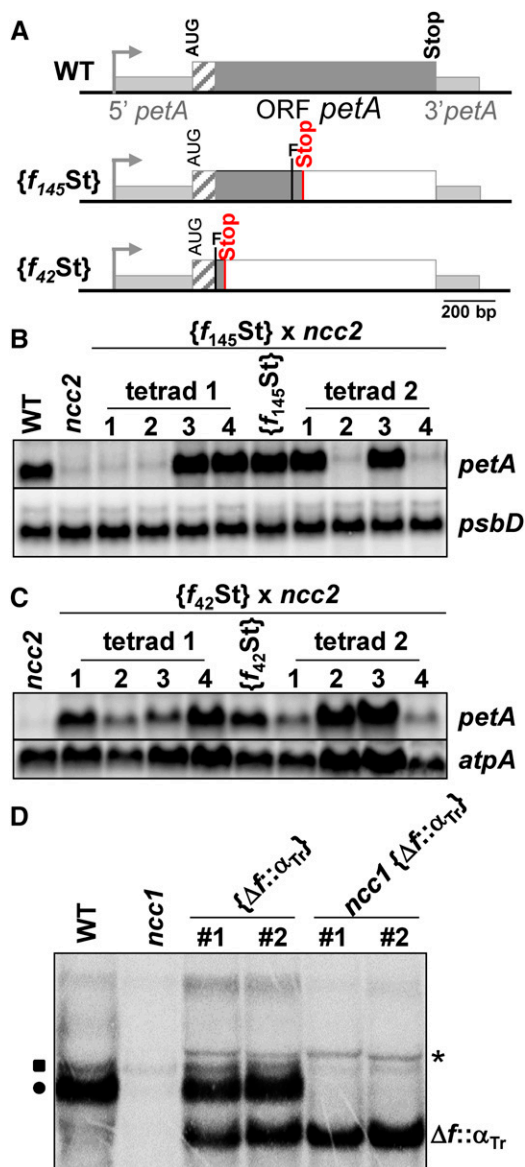 A
WT
AUG
Stop
5' petA
ORF petA
3'petA
{f₁₄₅St}
AUG
F
Stop
{f₄₂St}
AUG
F
Stop
200 bp
B
{f₁₄₅St} x ncc2
WT
ncc2
tetrad 1
{f₁₄₅St}
tetrad 2
1 2 3 4 1 2 3 4
petA
psbD
C
{f₄₂St} x ncc2
ncc2
tetrad 1
{f₄₂St}
tetrad 2
1 2 3 4 1 2 3 4
petA
atpA
D
WT
ncc1
{Δf::α_Tr}
ncc1 {Δf::α_Tr}
#1 #2 #1 #2
*
Δf::α_Tr